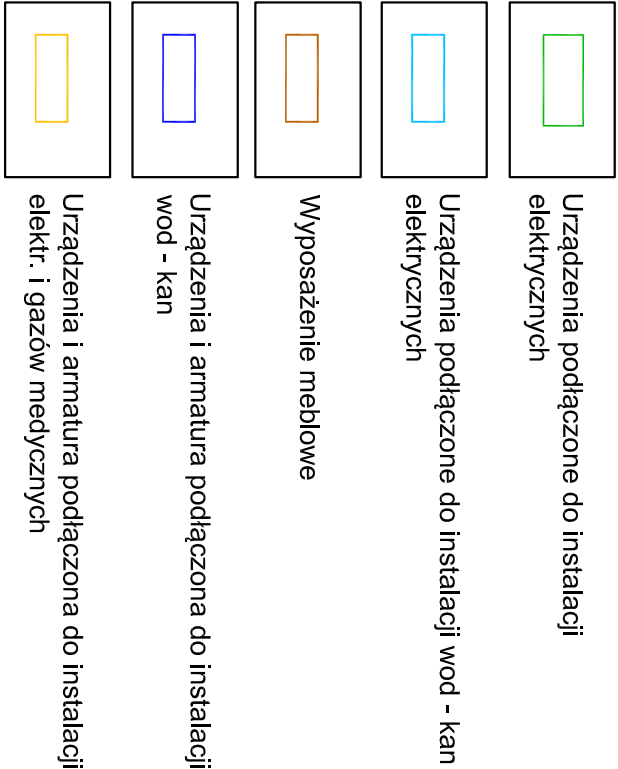 Urządzenia podłączone do instalacji
elektrycznych
Urządzenia podłączone do instalacji wod - kan
elektrycznych
Wyposażenie meblowe
Urządzenia i armatura podłączona do instalacji
wod - kan
Urządzenia i armatura podłączona do instalacji
elektr. i gazów medycznych